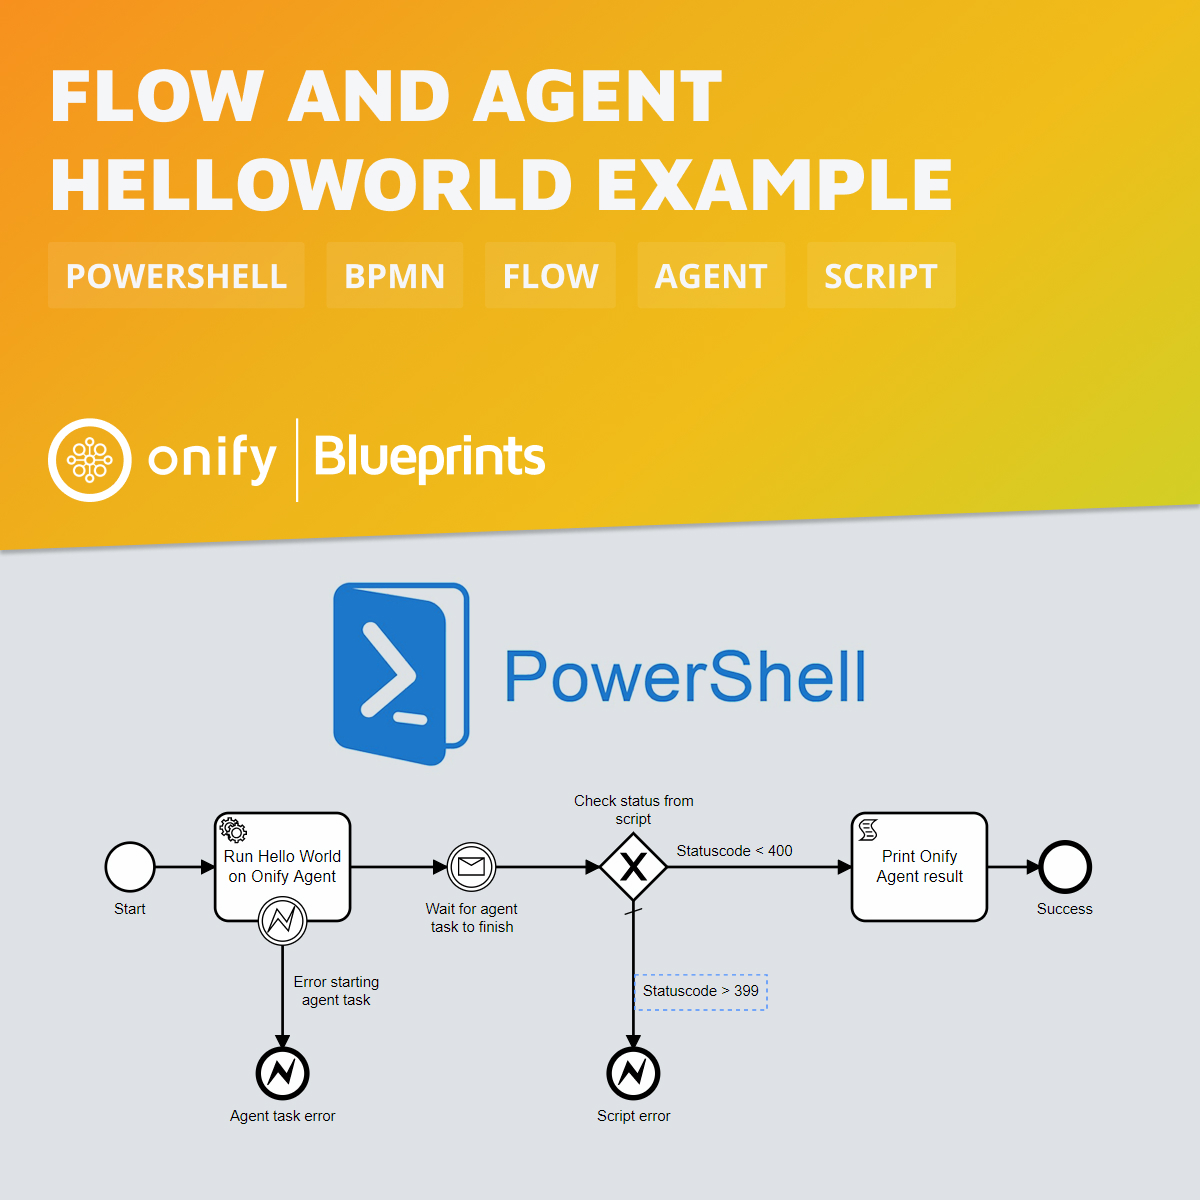 FLOW AND AGENT
HELLOWORLD EXAMPLE
POWERSHELL BPMN FLOW AGENT SCRIPT
onify Blueprints
PowerShell
Check status from
script
Run Hello World
on Onify Agent
Statuscode < 400
Print Onify
Agent result
Start
Wait for agent
task to finish
Success
Error starting
agent task
Statuscode > 399
Agent task error
Script error